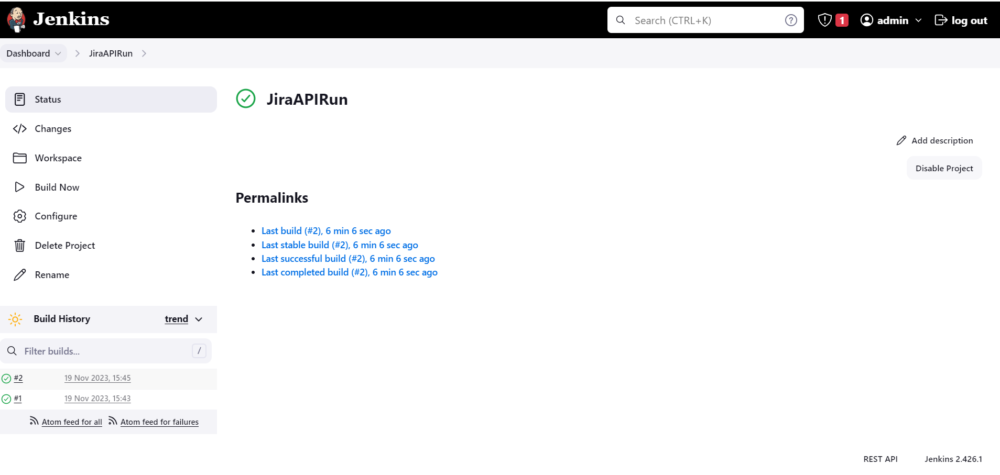 Jenkins
Search (CTRL+K)
1
admin
log out
Dashboard
JiraAPIRun
Status
Changes
Workspace
Build Now
Configure
Delete Project
Rename
Build History
trend
Filter builds...
/
#2
19 Nov 2023, 15:45
#1
19 Nov 2023, 15:43
Atom feed for all
Atom feed for failures
JiraAPIRun
Add description
Disable Project
Permalinks
Last build (#2), 6 min 6 sec ago
Last stable build (#2), 6 min 6 sec ago
Last successful build (#2), 6 min 6 sec ago
Last completed build (#2), 6 min 6 sec ago
REST API
Jenkins 2.426.1